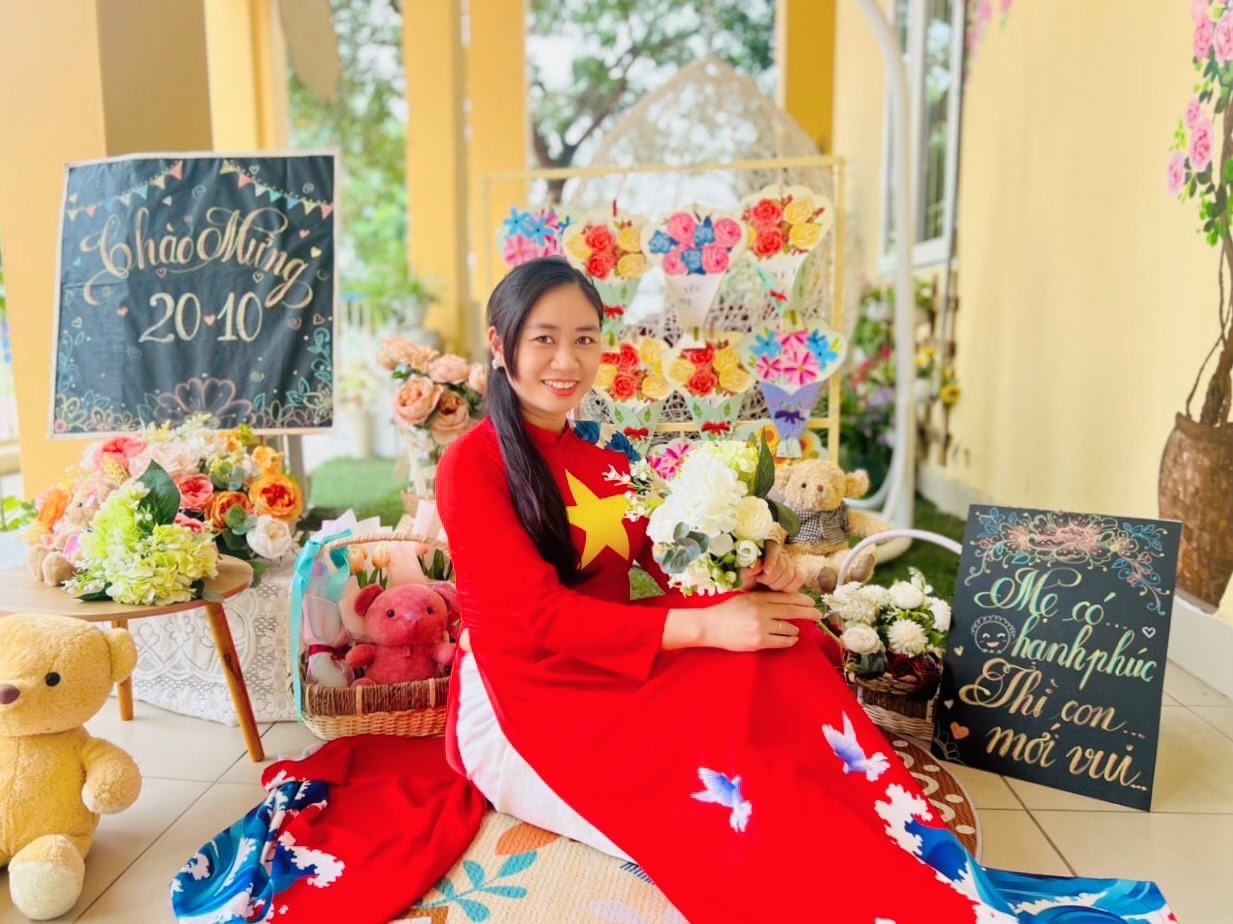 Chào Mừng
20 10
Mẹ có...
hạnh phúc
Thì con...
mới vui...